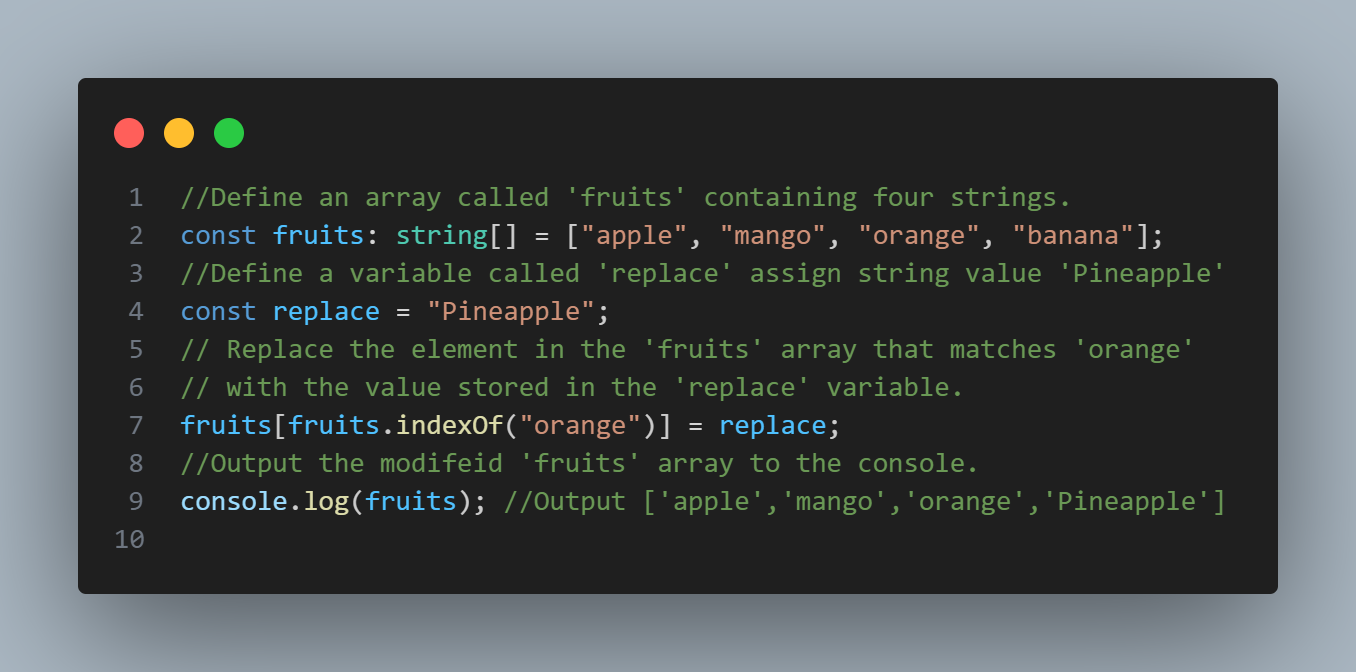 1 //Define an array called 'fruits' containing four strings.
2 const fruits: string[] = ["apple", "mango", "orange", "banana"];
3 //Define a variable called 'replace' assign string value 'Pineapple'
4 const replace = "Pineapple";
5 // Replace the element in the 'fruits' array that matches 'orange'
6 // with the value stored in the 'replace' variable.
7 fruits[fruits.indexOf("orange")] = replace;
8 //Output the modifeid 'fruits' array to the console.
9 console.log(fruits); //Output ['apple','mango','orange','Pineapple']
10